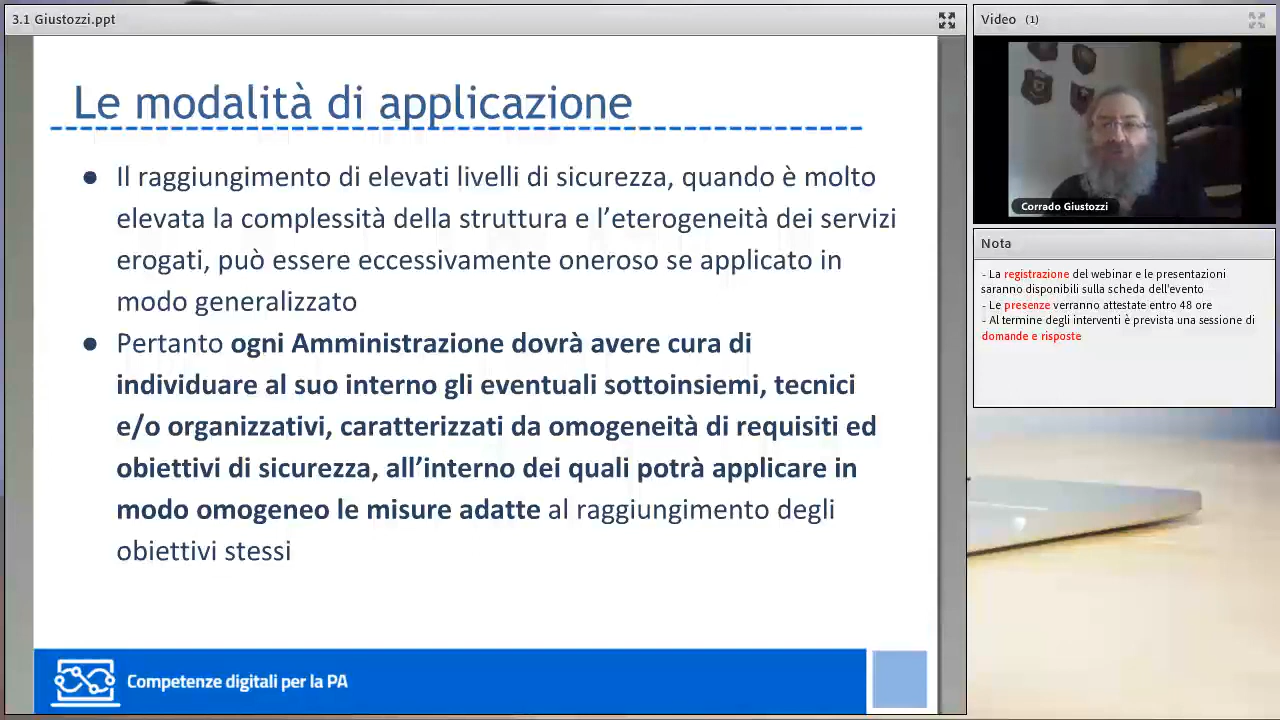 3.1 Giustozzi.ppt
Le modalità di applicazione
● Il raggiungimento di elevati livelli di sicurezza, quando è molto
elevata la complessità della struttura e l’eterogeneità dei servizi
erogati, può essere eccessivamente oneroso se applicato in
modo generalizzato
● Pertanto ogni Amministrazione dovrà avere cura di
individuare al suo interno gli eventuali sottoinsiemi, tecnici
e/o organizzativi, caratterizzati da omogeneità di requisiti ed
obiettivi di sicurezza, all’interno dei quali potrà applicare in
modo omogeneo le misure adatte al raggiungimento degli
obiettivi stessi
Competenze digitali per la PA
Video (1)
Corrado Giustozzi
Nota
- La registrazione del webinar e le presentazioni
saranno disponibili sulla scheda dell'evento
- Le presenze verranno attestate entro 48 ore
- Al termine degli interventi è prevista una sessione di
domande e risposte